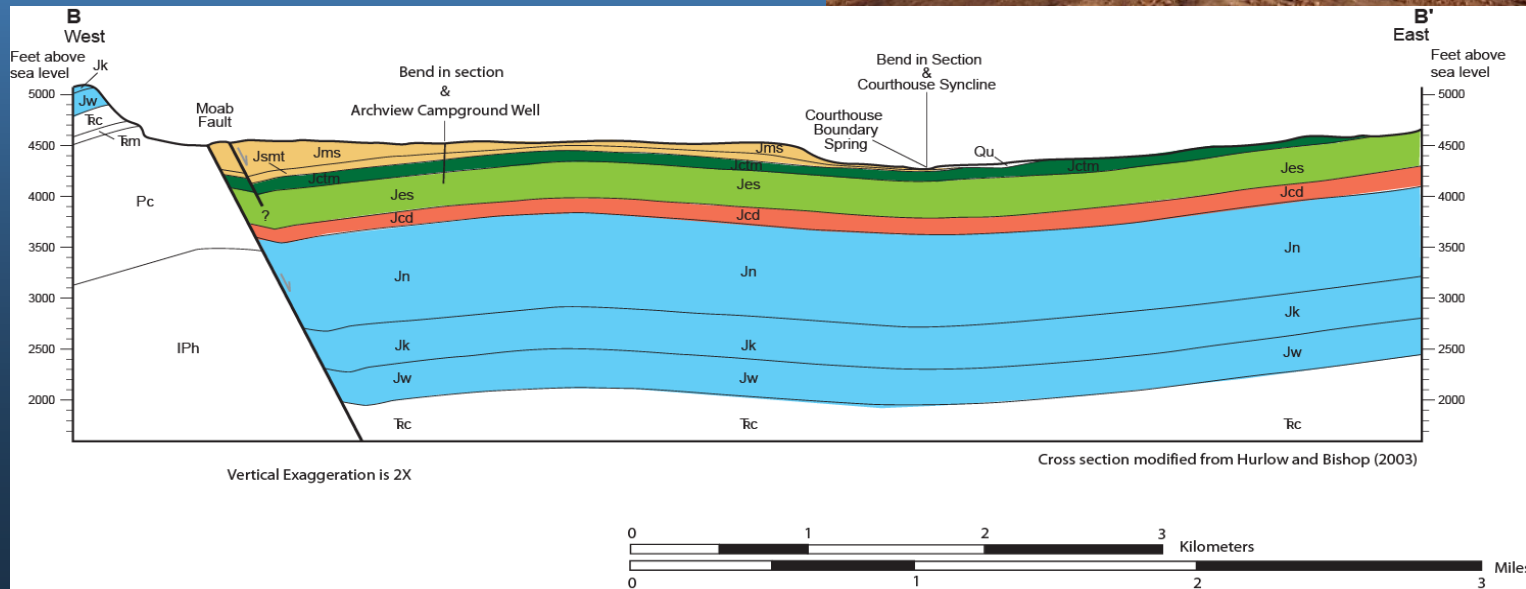 B
West
B'
East
Feet above
sea level
Feet above
sea level
Jk
Jw
TRc
TRm
Moab
Fault
Bend in section
&
Archview Campground Well
Bend in Section
&
Courthouse Syncline
Courthouse
Boundary
Spring
5000
4500
4000
3500
3000
2500
2000
5000
4500
4000
3500
3000
2500
2000
Jsmt
Jms
Jms
Qu
Jctm
Jctm
Jes
Jes
Jes
Pc
?
Jcd
Jcd
Jcd
Jn
Jn
Jn
IPh
Jk
Jk
Jk
Jw
Jw
Jw
TRc
TRc
TRc
Vertical Exaggeration is 2X
Cross section modified from Hurlow and Bishop (2003)
0 1 2 3
Kilometers
Miles
0 1 2 3